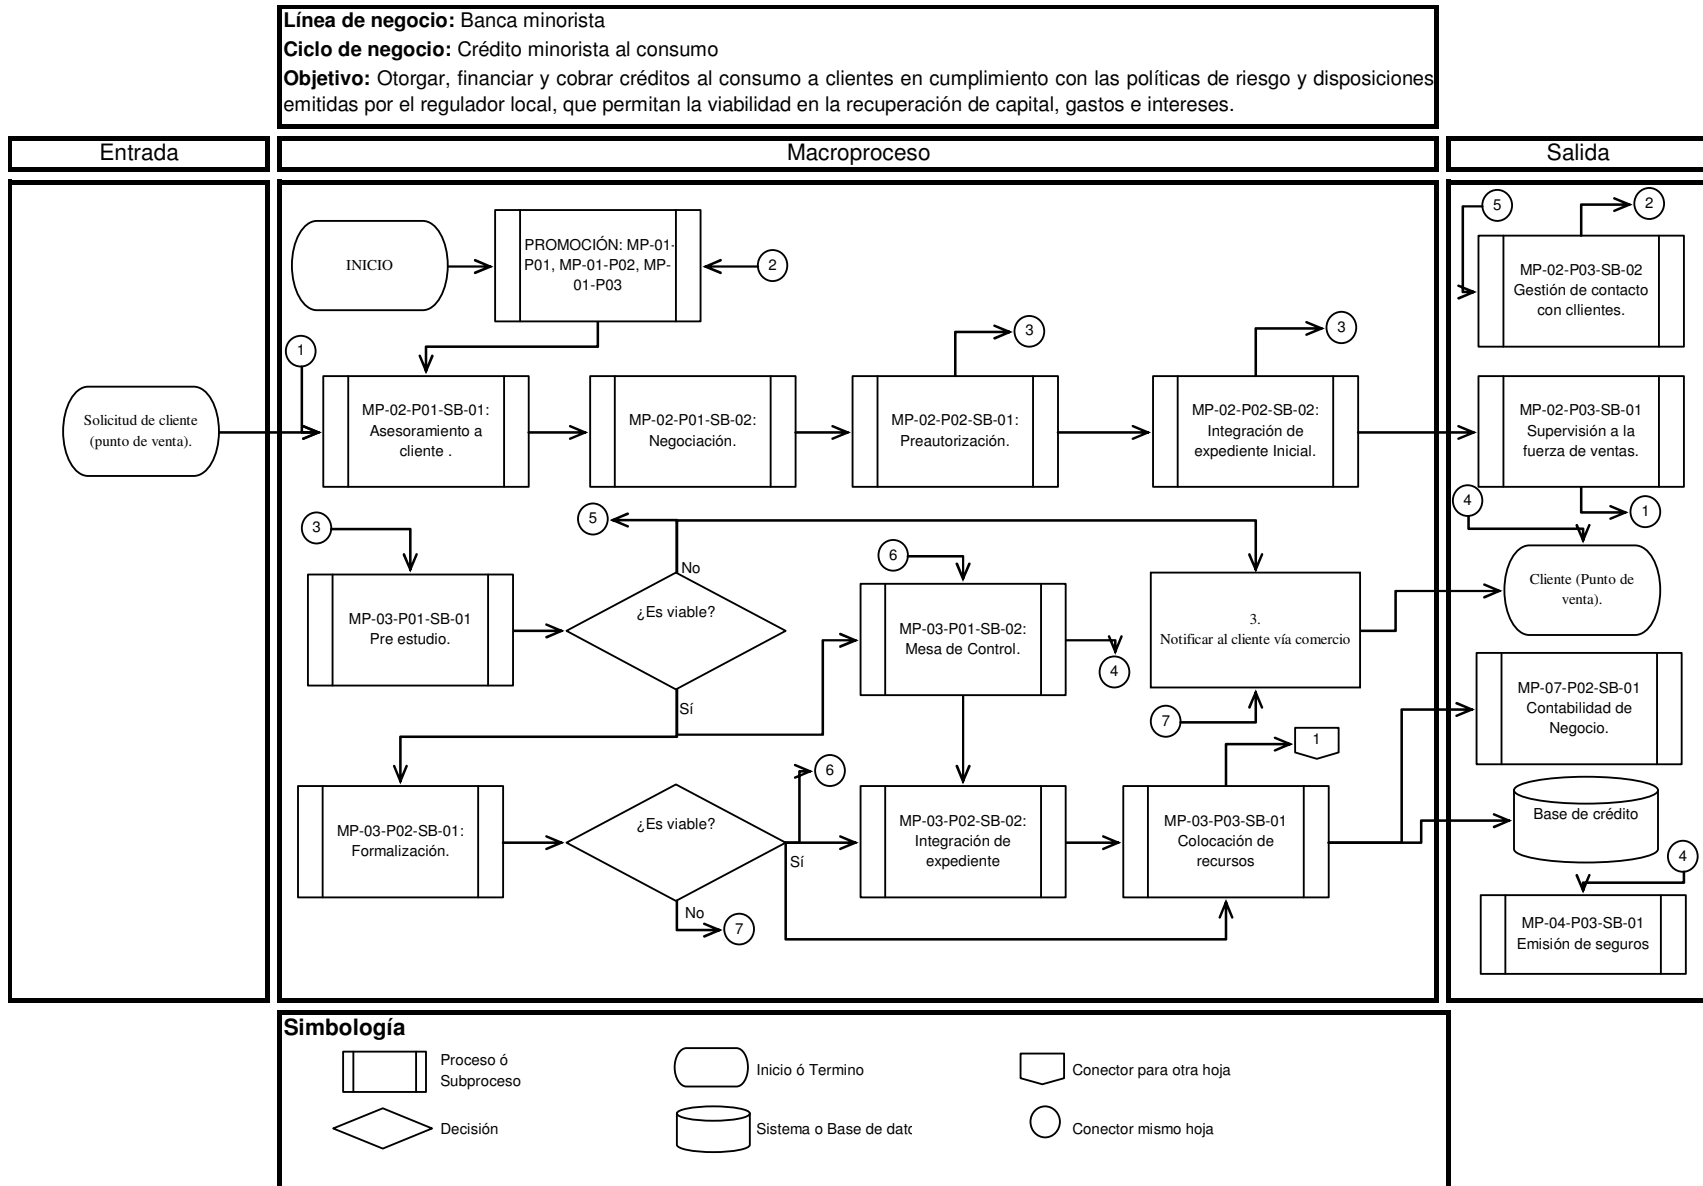 Línea de negocio: Banca minorista
Ciclo de negocio: Crédito minorista al consumo
Objetivo: Otorgar, financiar y cobrar créditos al consumo a clientes en cumplimiento con las políticas de riesgo y disposiciones
emitidas por el regulador local, que permitan la viabilidad en la recuperación de capital, gastos e intereses.
Entrada
Macroproceso
Salida
INICIO
PROMOCIÓN: MP-01-
P01, MP-01-P02, MP-
01-P03
2
5
2
MP-02-P03-SB-02
Gestión de contacto
con cllientes.
1
3
3
Solicitud de cliente
(punto de venta).
MP-02-P01-SB-01:
Asesoramiento a
cliente .
MP-02-P01-SB-02:
Negociación.
MP-02-P02-SB-01:
Preautorización.
MP-02-P02-SB-02:
Integración de
expediente Inicial.
MP-02-P03-SB-01
Supervisión a la
fuerza de ventas.
4
1
3
5
6
No
MP-03-P01-SB-01
Pre estudio.
¿Es viable?
Sí
MP-03-P01-SB-02:
Mesa de Control.
4
3.
Notificar al cliente vía comercio
7
Cliente (Punto de
venta).
MP-07-P02-SB-01
Contabilidad de
Negocio.
1
6
MP-03-P02-SB-01:
Formalización.
¿Es viable?
Sí
No
7
MP-03-P02-SB-02:
Integración de
expediente
MP-03-P03-SB-01
Colocación de
recursos
Base de crédito
4
MP-04-P03-SB-01
Emisión de seguros
Simbología
Proceso ó
Subproceso
Inicio ó Termino
Conector para otra hoja
Decisión
Sistema o Base de datc
Conector mismo hoja